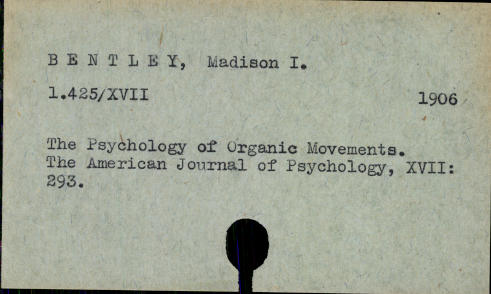 B E N T L E Y, Madison I.
1.425/XVII 1906
The Psychology of Organic Movements.
The American Journal of Psychology, XVII:
293.